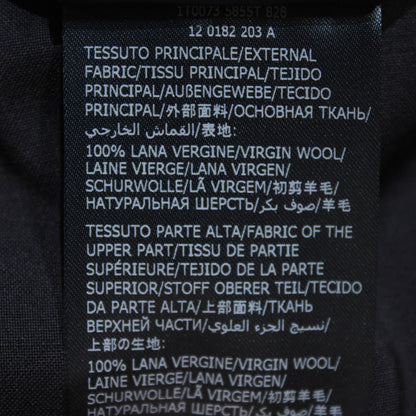 1T0073 5855T 828
12 0182 203 A
TESSUTO PRINCIPALE/EXTERNAL
FABRIC/TISSU PRINCIPAL/TEJIDO
PRINCIPAL/AUßENGEWEBE/TECIDO
PRINCIPAL/外部面料/ОСНОВНАЯ ТКАНЬ/
القماش الخارجي/表地:
100% LANA VERGINE/VIRGIN WOOL/
LAINE VIERGE/LANA VIRGEN/
SCHURWOLLE/LÃ VIRGEM/初剪羊毛/
НАТУРАЛЬНАЯ ШЕРСТЬ/صوف بكر/羊毛
TESSUTO PARTE ALTA/FABRIC OF THE
UPPER PART/TISSU DE PARTIE
SUPÉRIEURE/TEJIDO DE LA PARTE
SUPERIOR/STOFF OBERER TEIL/TECIDO
DA PARTE ALTA/上部面料/ТКАНЬ
ВЕРХНЕЙ ЧАСТИ/نسيج الجزء العلوي/
上部の生地:
100% LANA VERGINE/VIRGIN WOOL/
LAINE VIERGE/LANA VIRGEN/
SCHURWOLLE/LÃ VIRGEM/初剪羊毛/
НАТУРАЛЬНАЯ ШЕРСТЬ/صوف بكر/羊毛